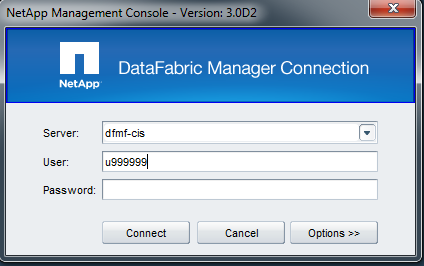 NetApp Management Console - Version: 3.0D2
NetApp
DataFabric Manager Connection
Server: dfmf-cis
User: u999999
Password:
Connect Cancel Options >>